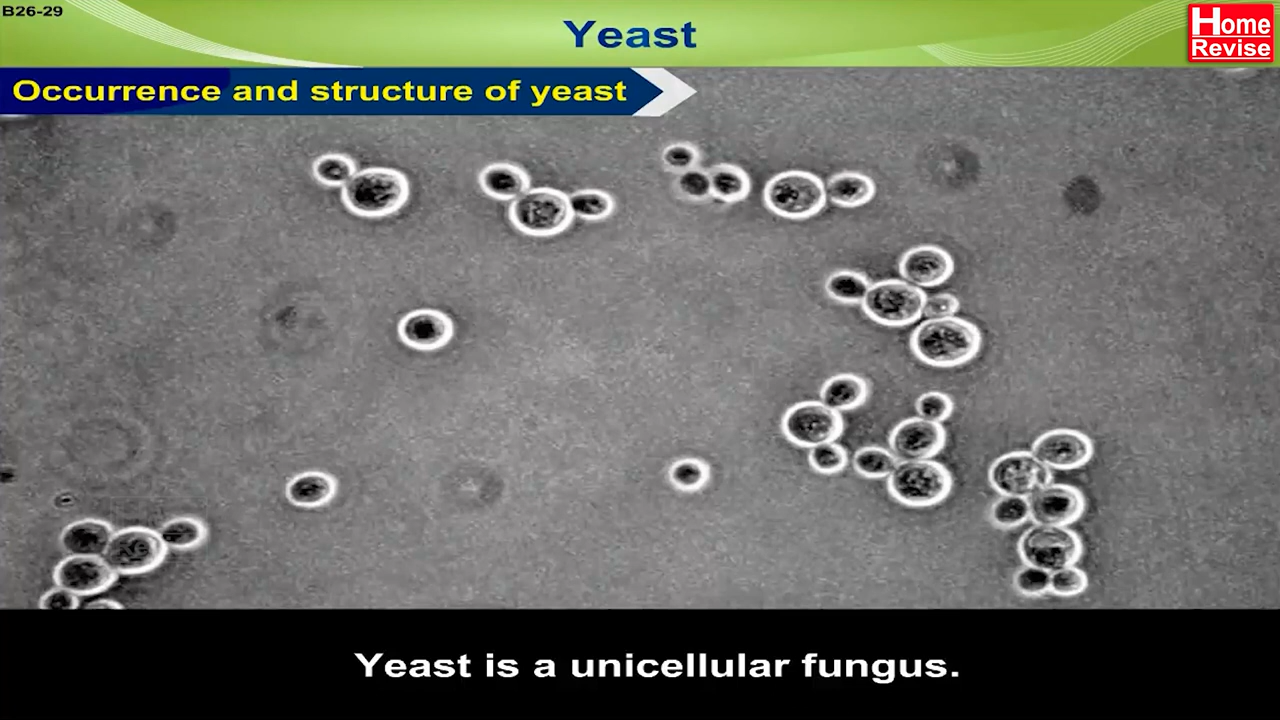 B26-29
Yeast
Home
Revise
Occurrence and structure of yeast
Yeast is a unicellular fungus.